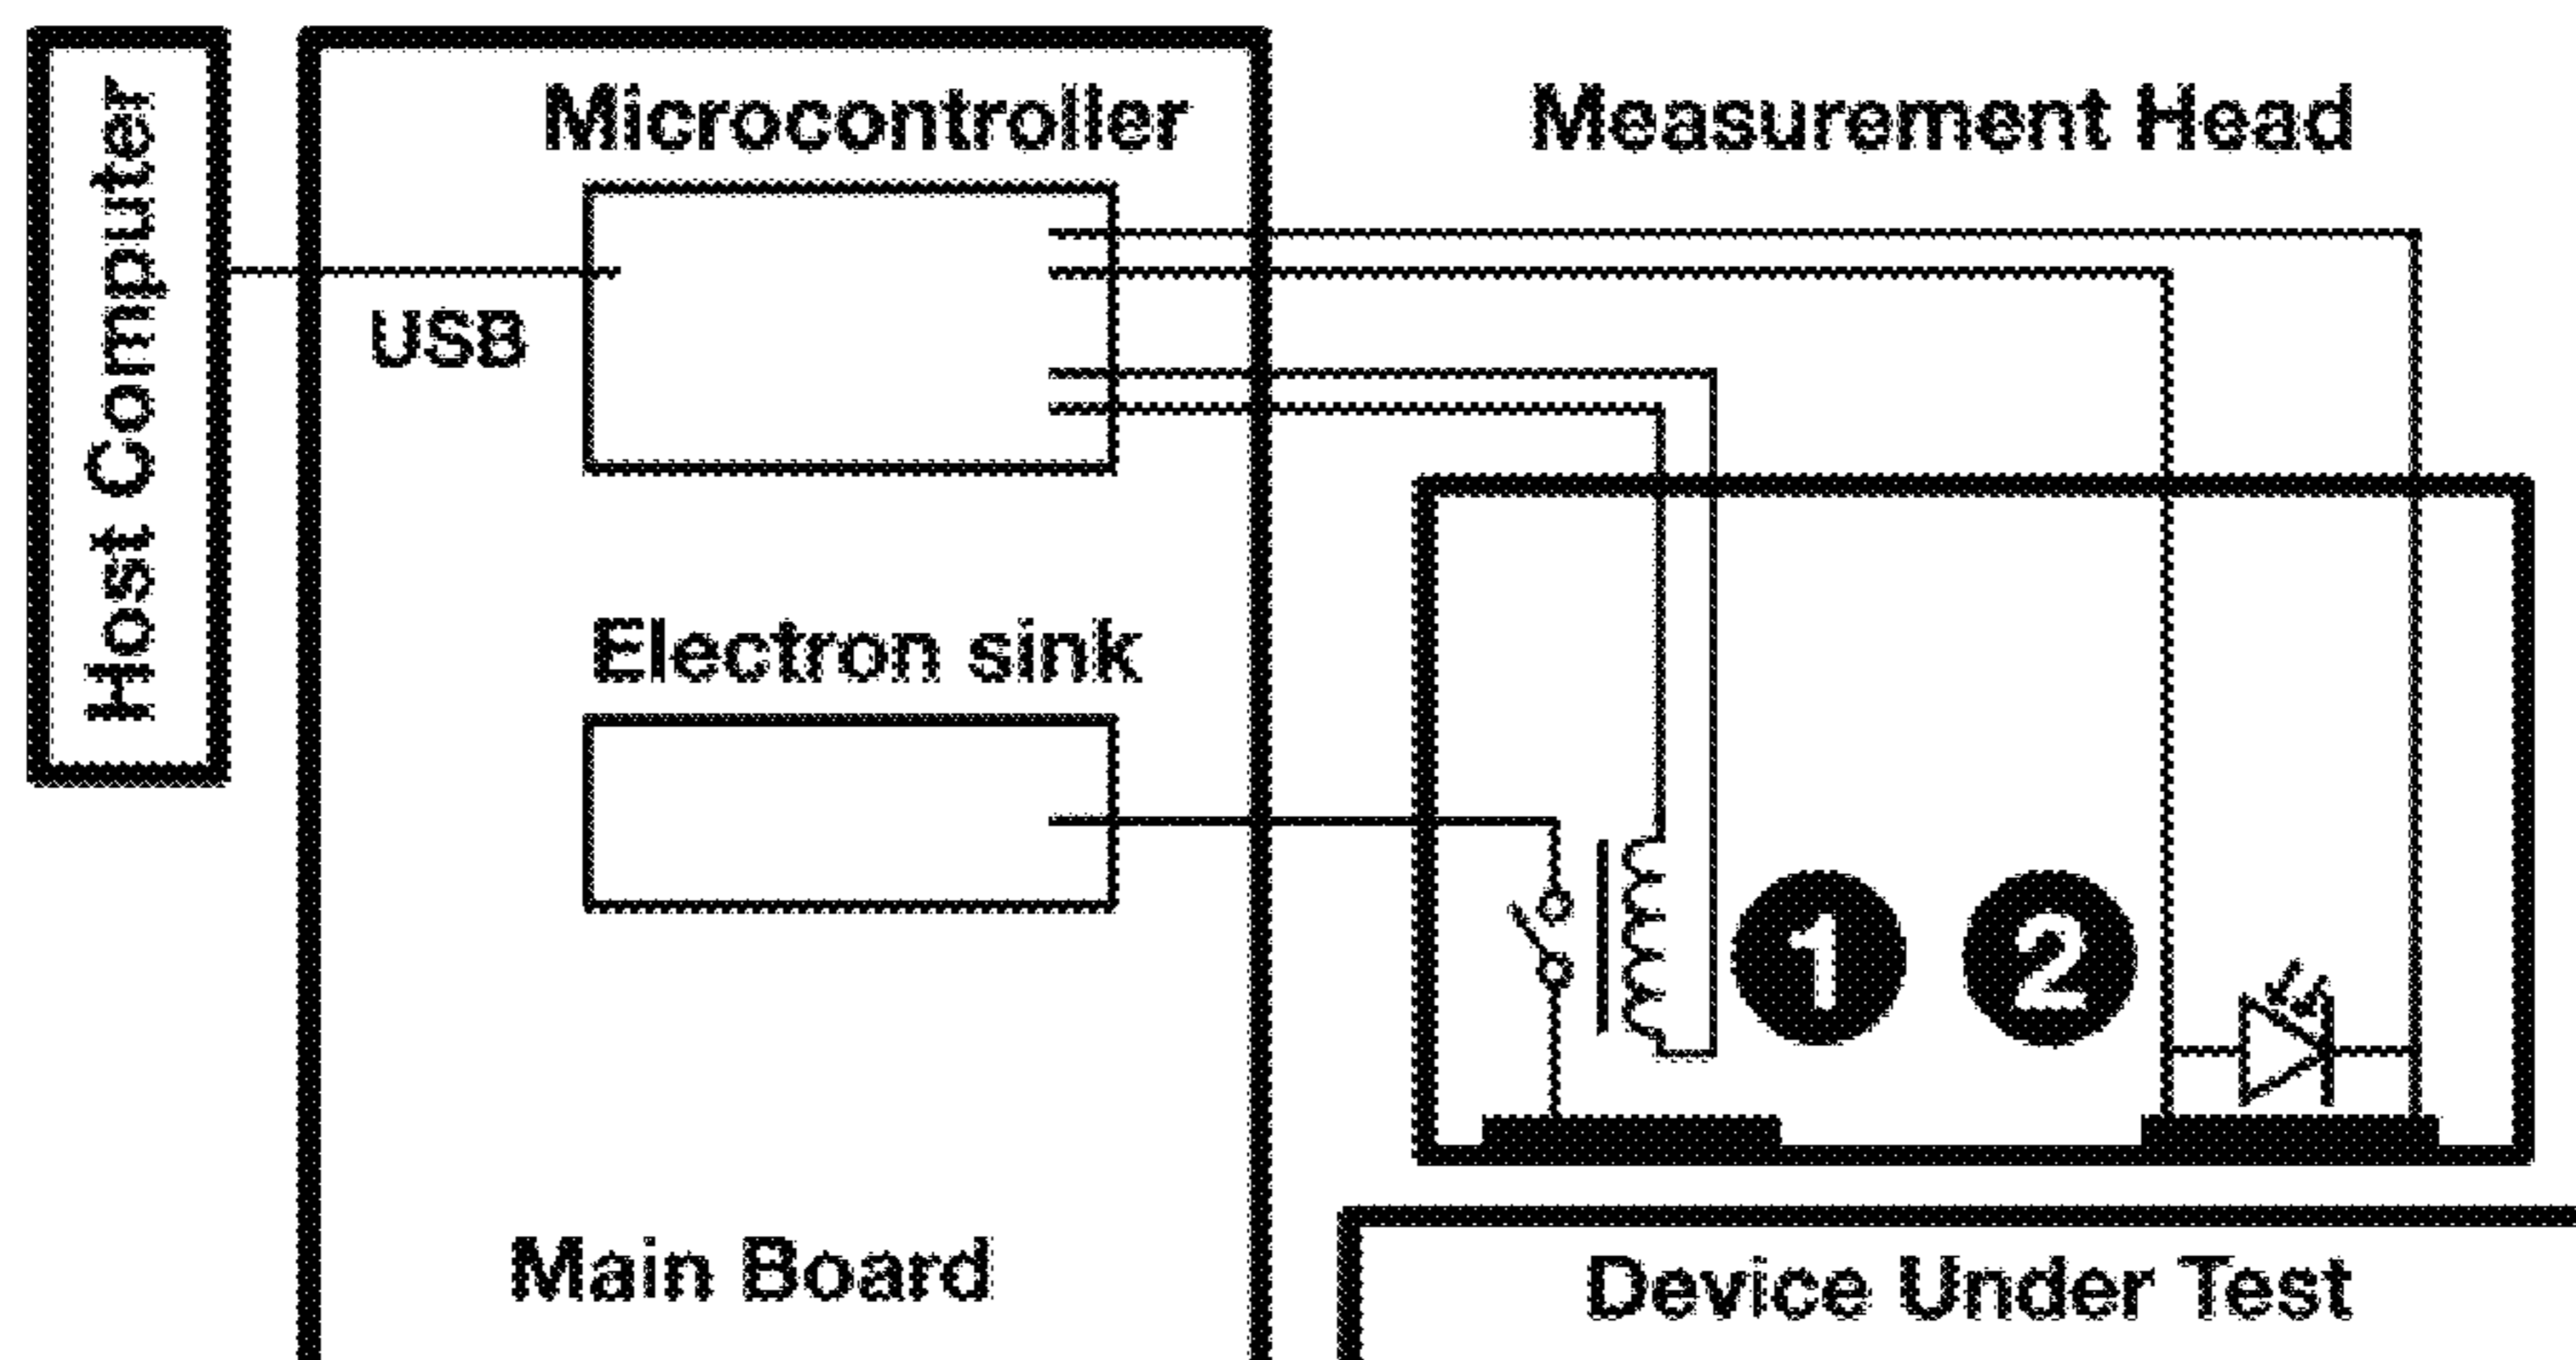 Host Computer
Microcontroller
Measurement Head
USB
Electron sink
1 2
Main Board
Device Under Test